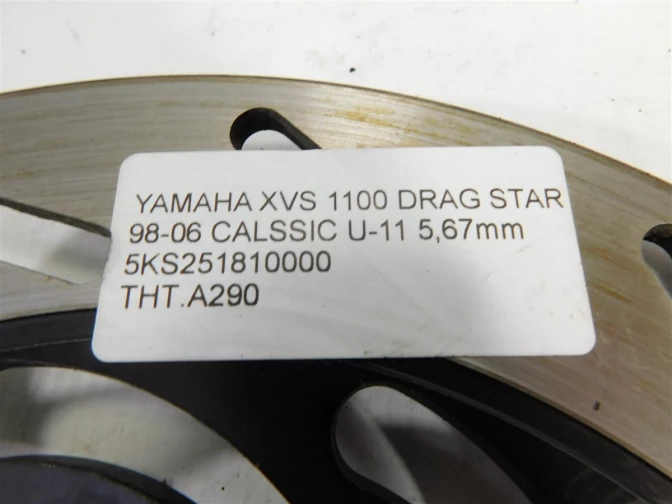 YAMAHA XVS 1100 DRAG STAR
98-06 CALSSIC U-11 5,67mm
5KS251810000
THT.A290